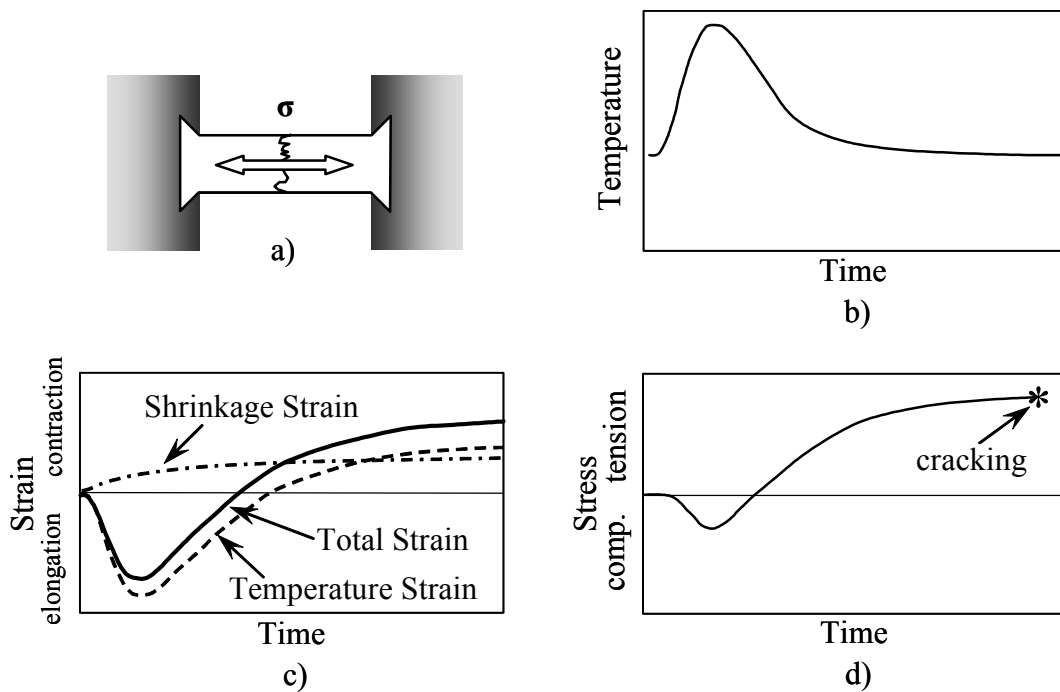 σ
a)
Temperature
Time
b)
Strain
elongation contraction
Shrinkage Strain
Total Strain
Temperature Strain
Time
c)
Stress
comp. tension
*
cracking
Time
d)